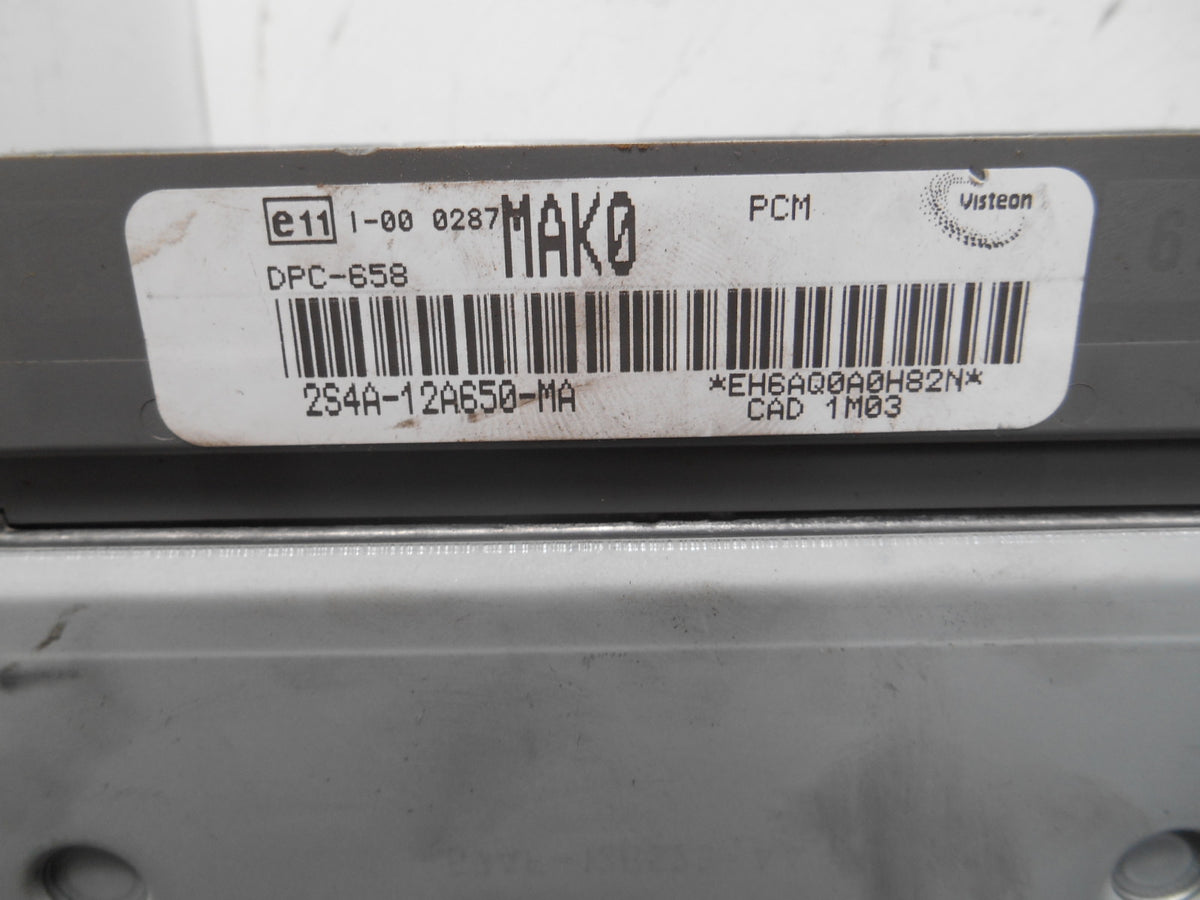 e11 I-00 0287 MAK0 PCM Visteon
DPC-658
2S4A-12A650-MA *EH6AQ0A0H82N*
CAD 1M03